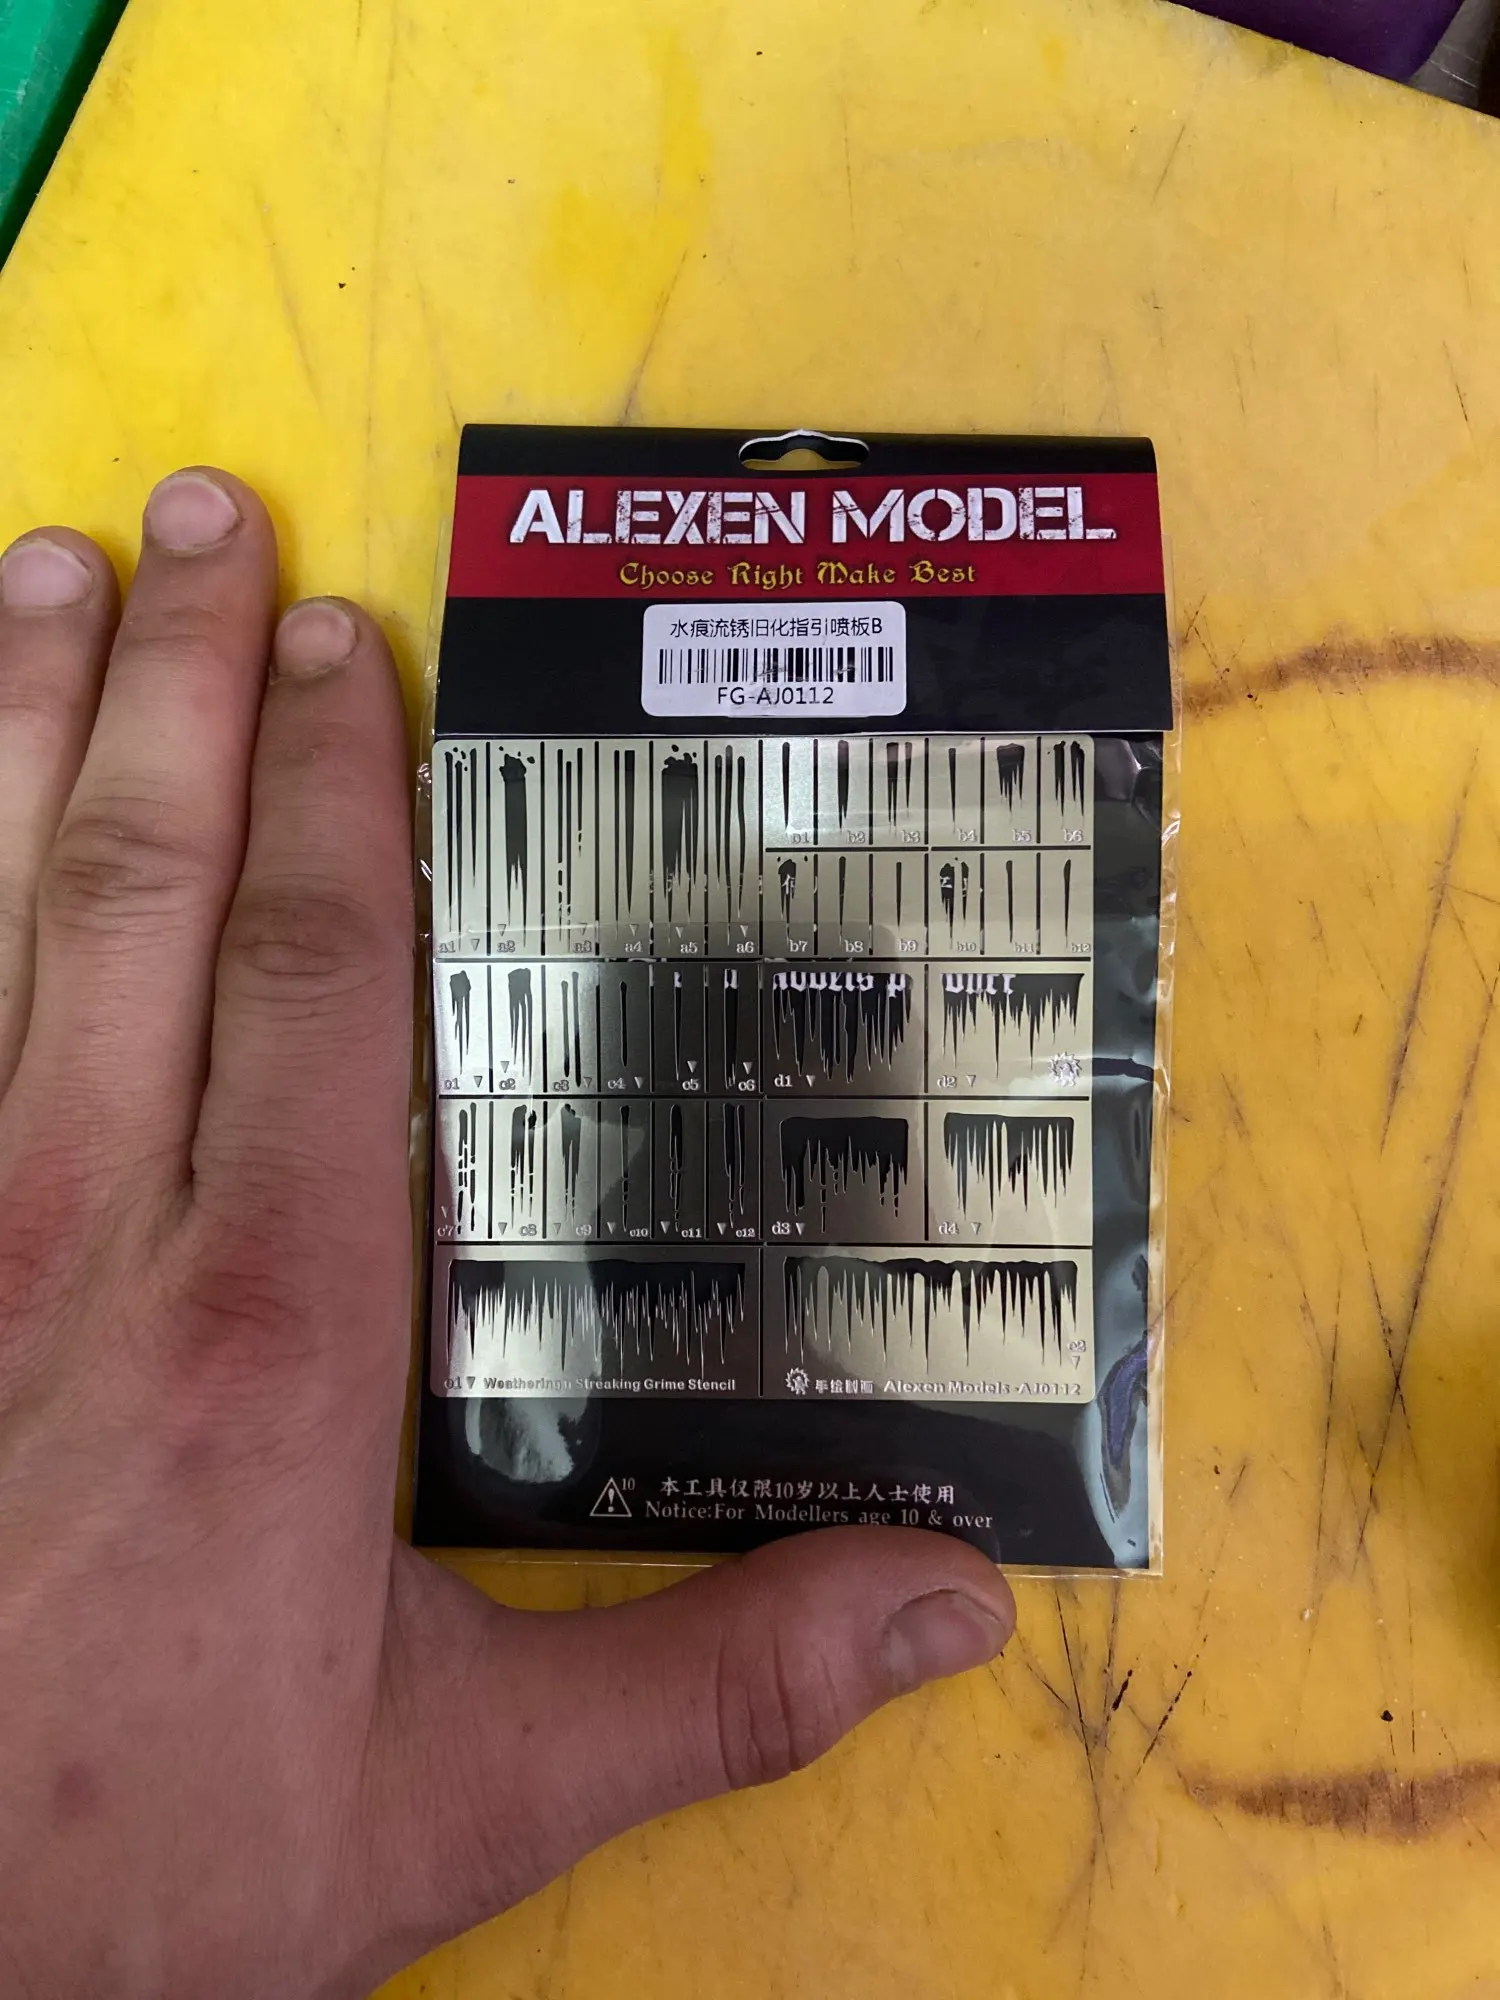 ALEXEN MODEL
Choose Right Make Best
水痕流锈旧化指引喷板B
FG-AJ0112
b1 b2 b3 b4 b5 b6
a1 a2 a3 a4 a5 a6 b7 b8 b9 b10 b11 b12
c1 c2 c3 c4 c5 c6 d1 d2
c7 c8 c9 c10 c11 c12 d3 d4
e2
e1 Weathering Streaking Grime Stencil
手绘制画 Alexen Models-AJ0112
10 本工具仅限10岁以上人士使用
Notice:For Modellers age 10 & over